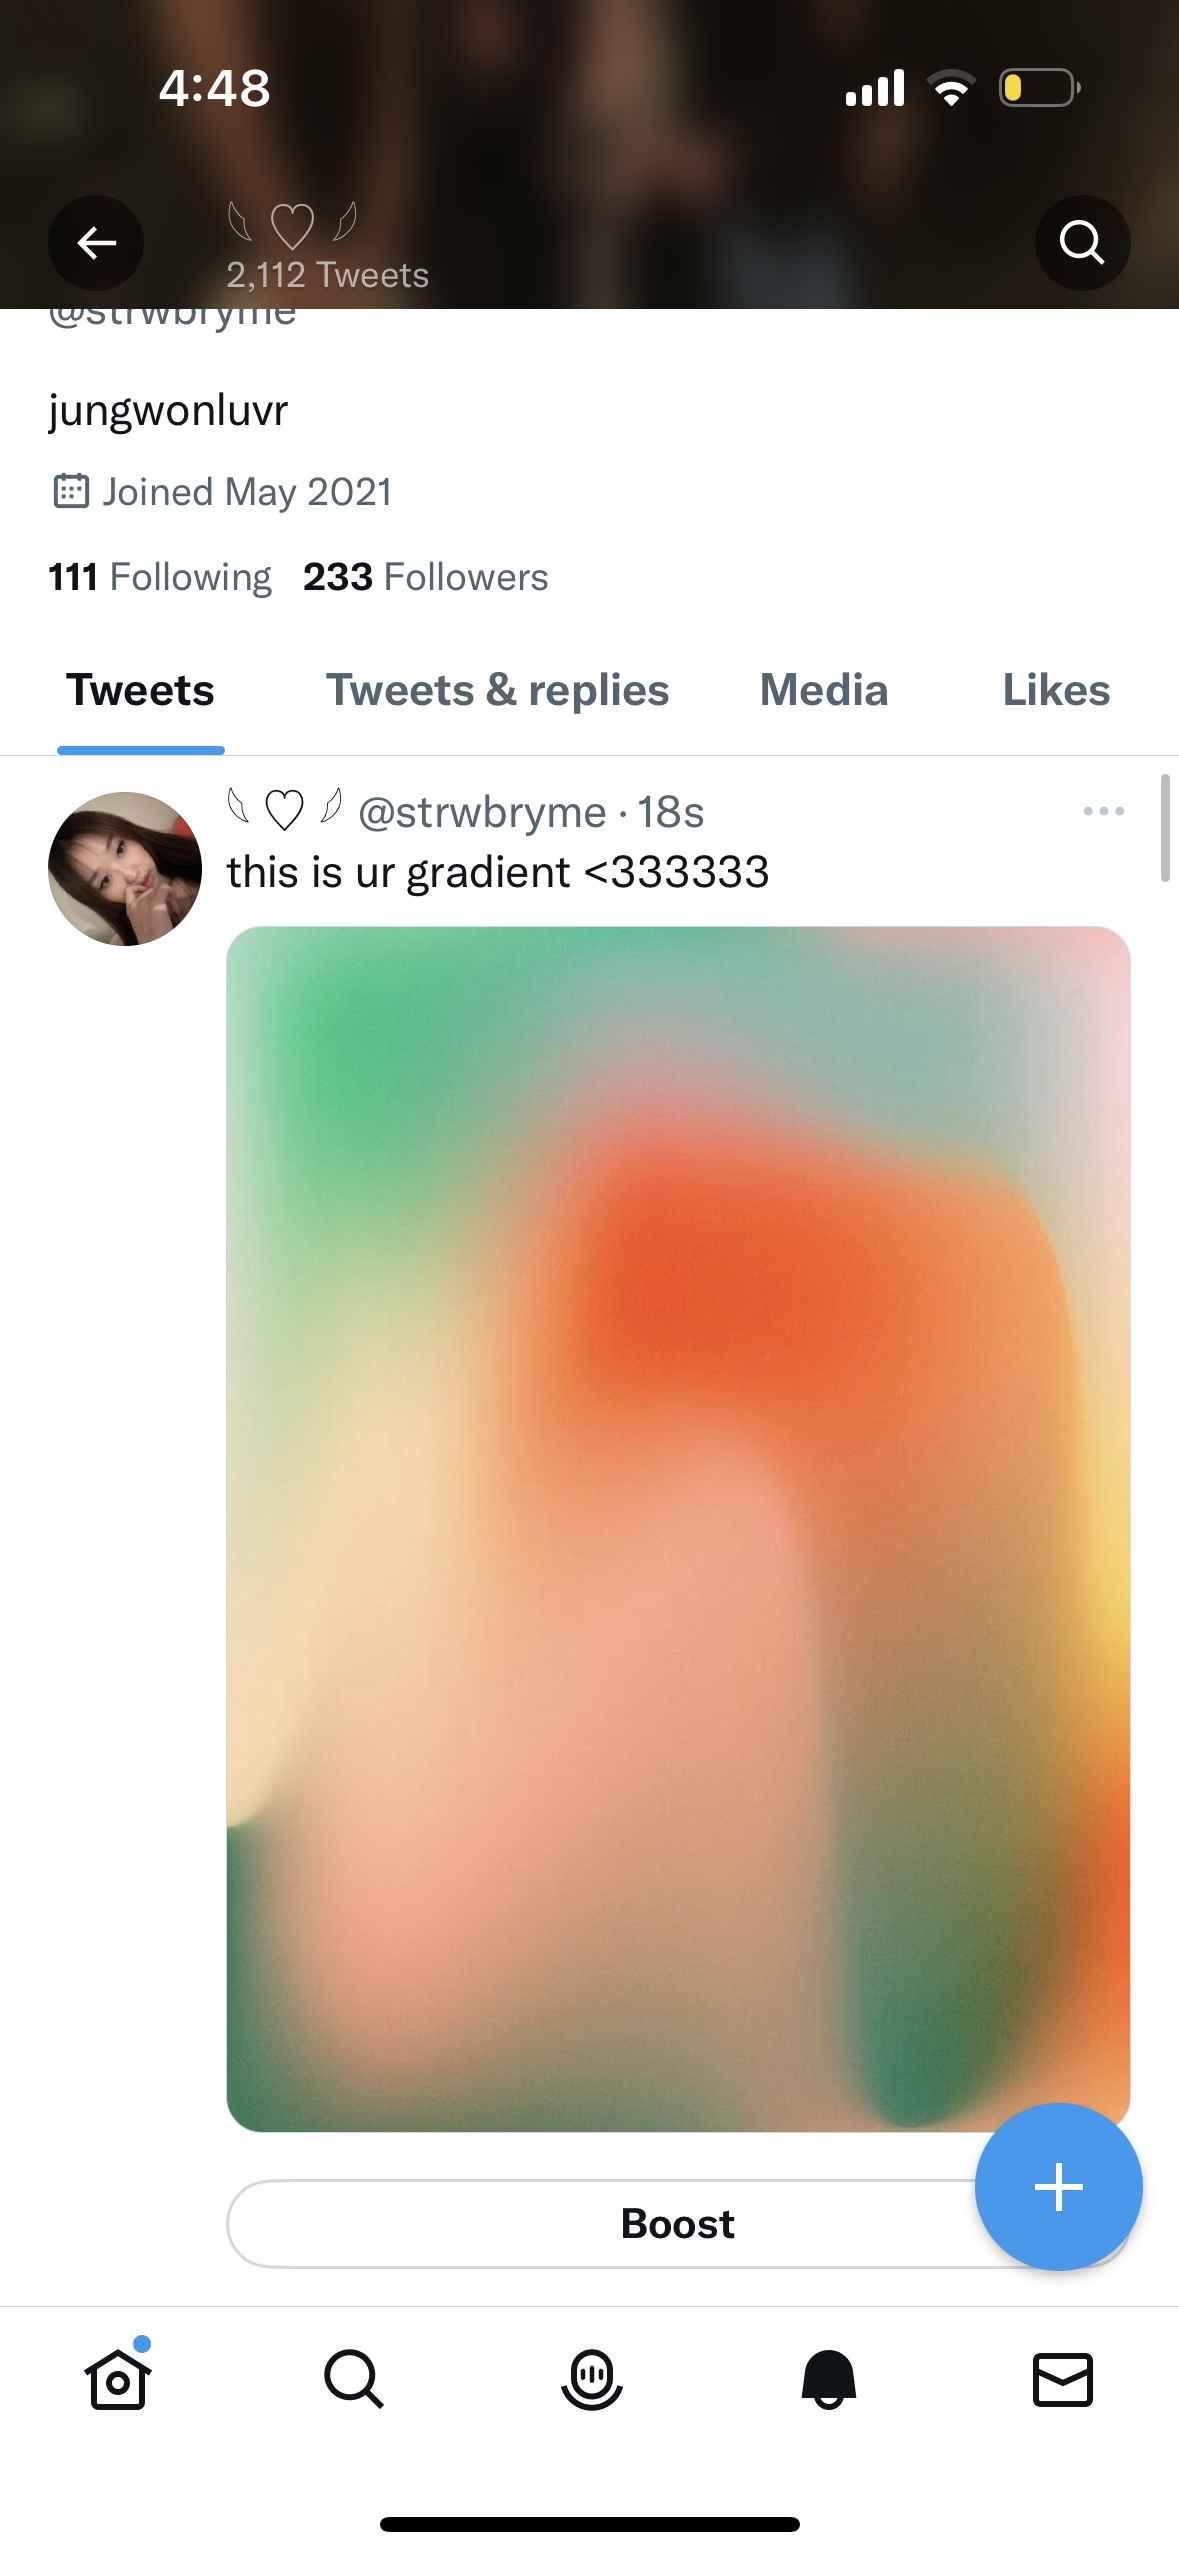 4:48
♡
2,112 Tweets
@strwbryme
jungwonluvr
Joined May 2021
111 Following 233 Followers
Tweets Tweets & replies Media Likes
♡ @strwbryme · 18s
this is ur gradient <333333
Boost